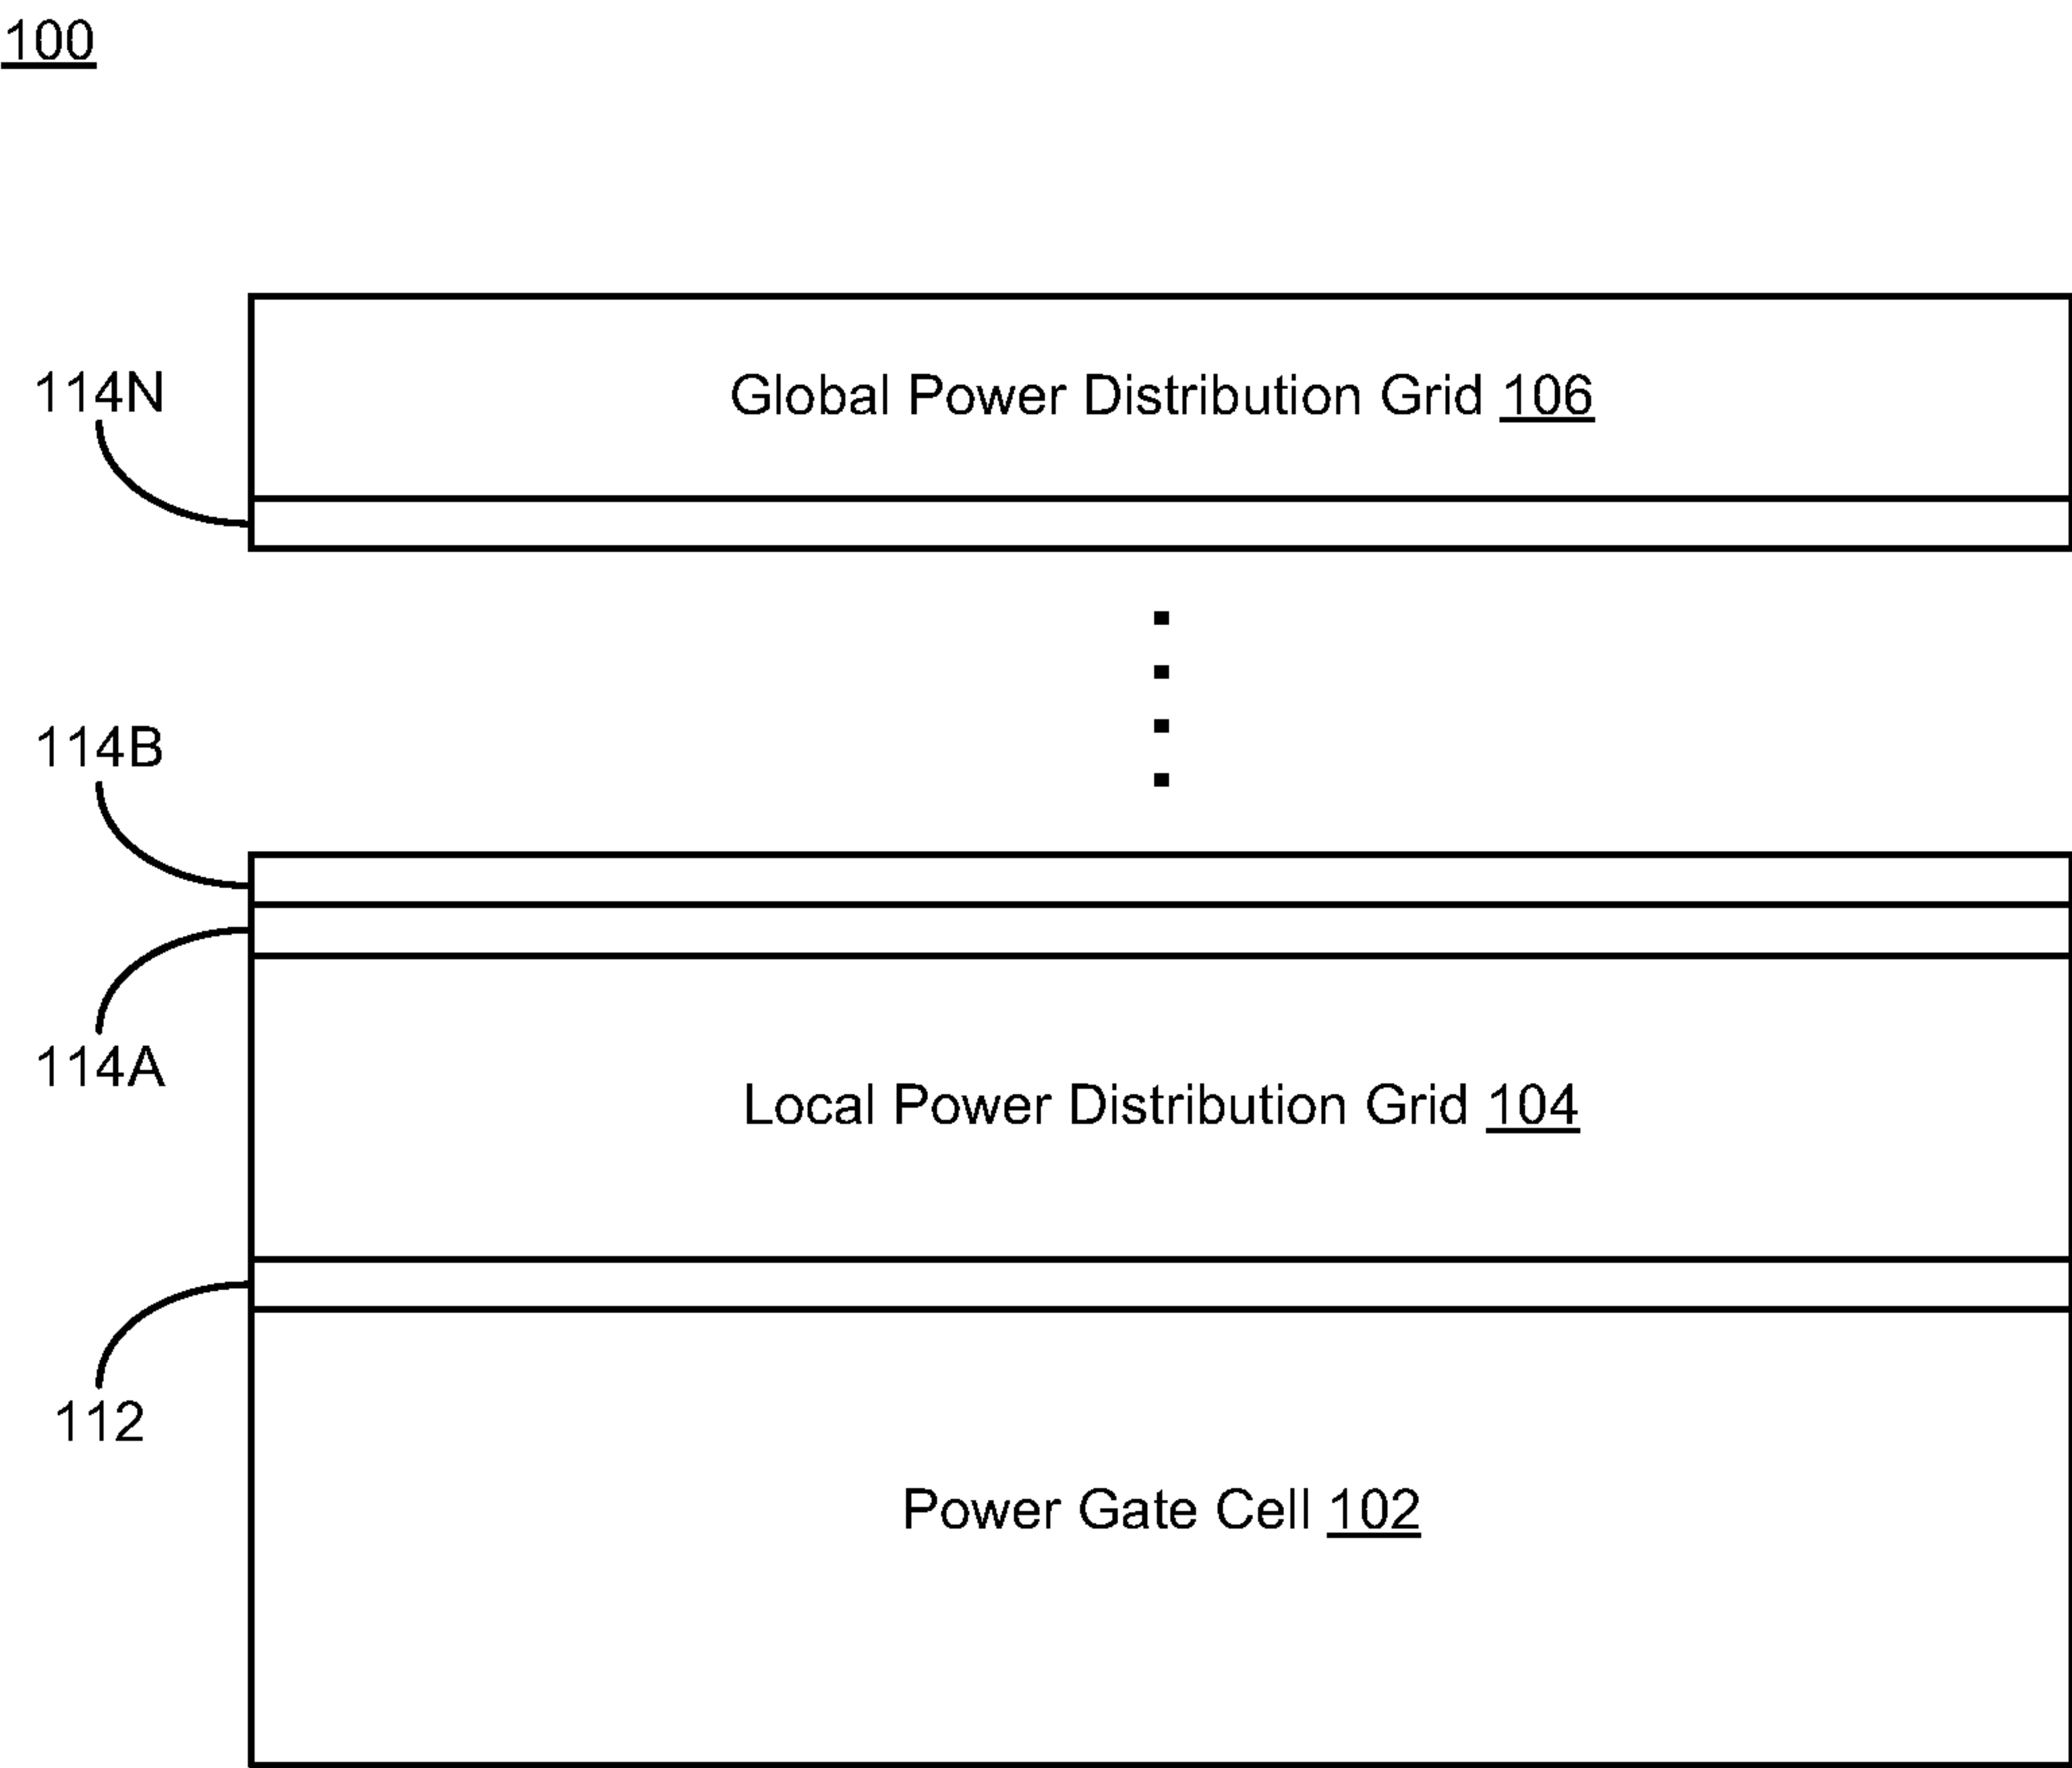 100
Global Power Distribution Grid 106
114N
114B
114A
Local Power Distribution Grid 104
112
Power Gate Cell 102